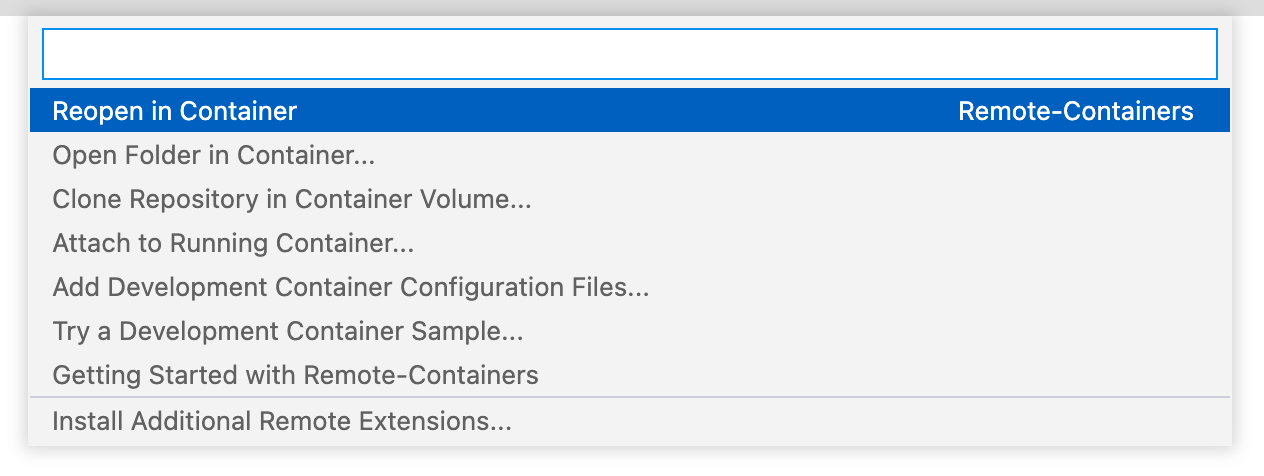 Reopen in Container Remote-Containers
Open Folder in Container...
Clone Repository in Container Volume...
Attach to Running Container...
Add Development Container Configuration Files...
Try a Development Container Sample...
Getting Started with Remote-Containers
Install Additional Remote Extensions...